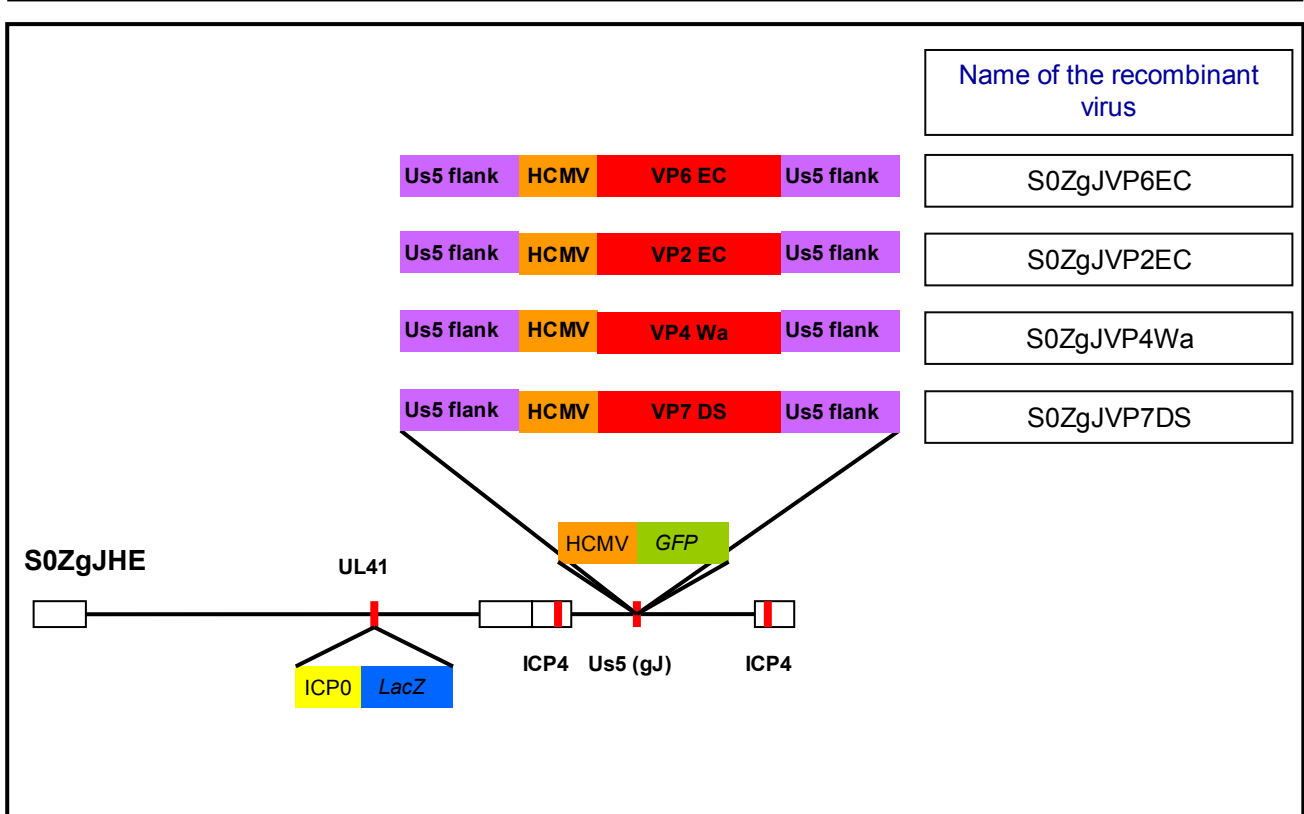 Name of the recombinant
virus
Us5 flank HCMV VP6 EC Us5 flank S0ZgJVP6EC
Us5 flank HCMV VP2 EC Us5 flank S0ZgJVP2EC
Us5 flank HCMV VP4 Wa Us5 flank S0ZgJVP4Wa
Us5 flank HCMV VP7 DS Us5 flank S0ZgJVP7DS
HCMV GFP
S0ZgJHE
UL41
ICP4 Us5 (gJ) ICP4
ICP0 LacZ